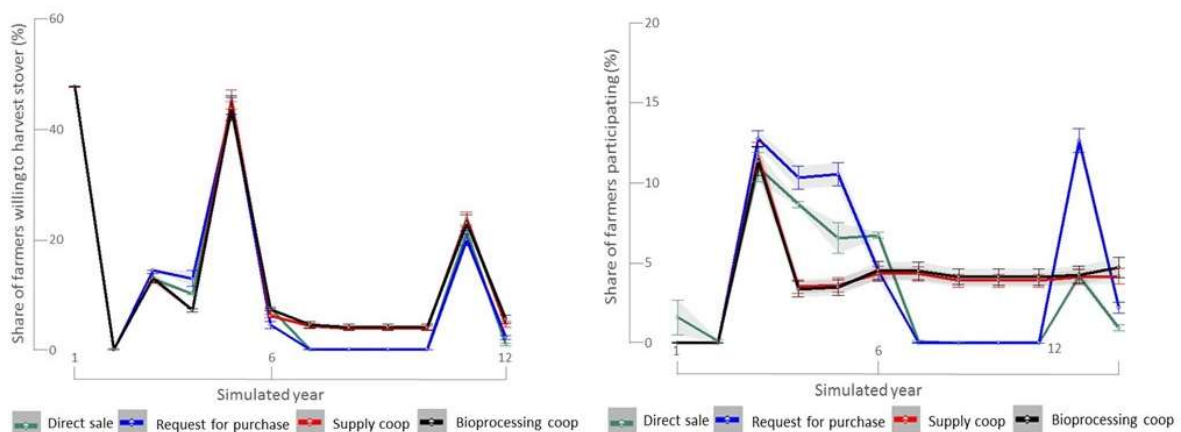 Share of farmers willing to harvest stover (%)
60
40
20
0
1
6
12
Simulated year
Direct sale Request for purchase Supply coop Bioprocessing coop
Share of farmers participating (%)
20
15
10
5
0
1
6
12
Simulated year
Direct sale Request for purchase Supply coop Bioprocessing coop